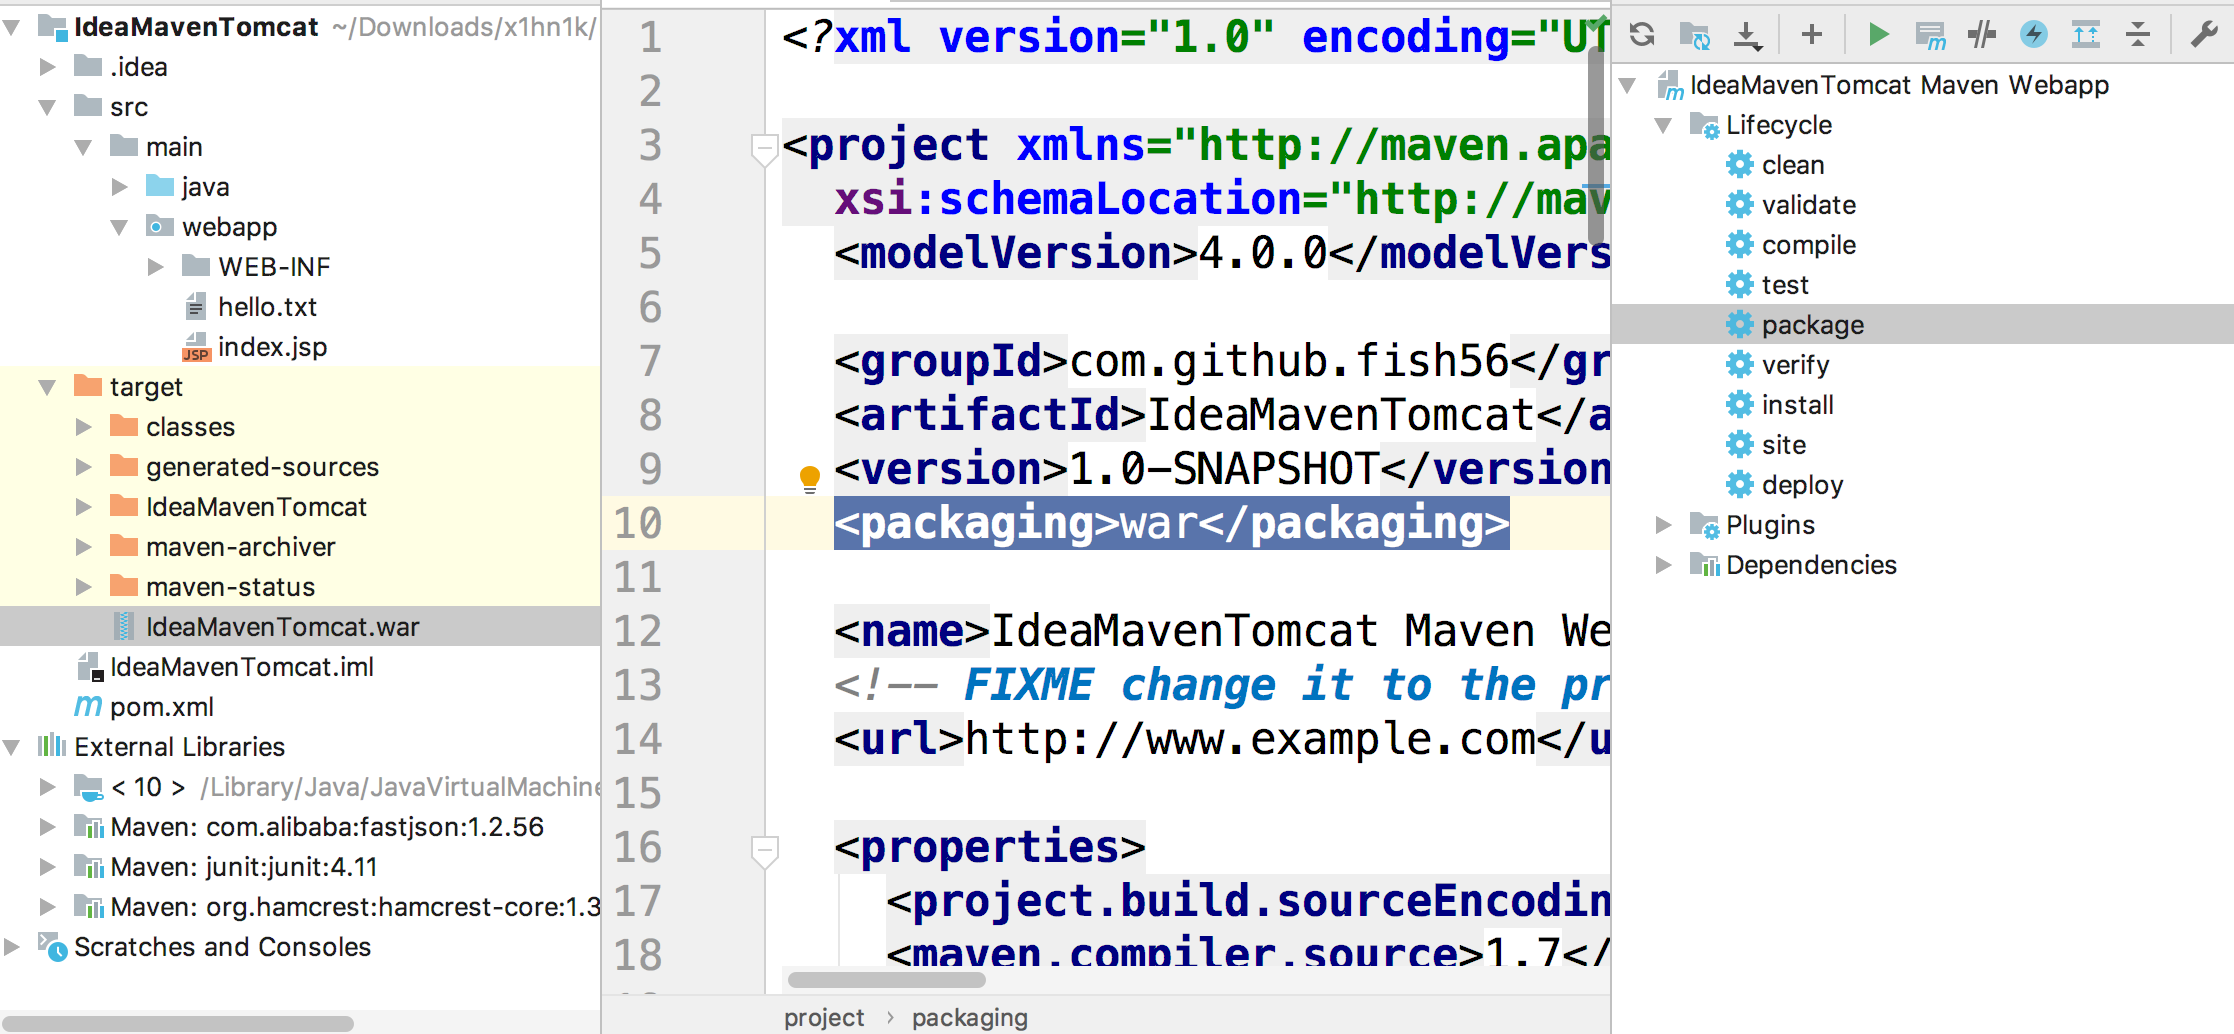 IdeaMavenTomcat ~/Downloads/x1hn1k/
.idea
src
main
java
webapp
WEB-INF
hello.txt
JSP index.jsp
target
classes
generated-sources
IdeaMavenTomcat
maven-archiver
maven-status
IdeaMavenTomcat.war
IdeaMavenTomcat.iml
m pom.xml
External Libraries
< 10 > /Library/Java/JavaVirtualMachine
Maven: com.alibaba:fastjson:1.2.56
Maven: junit:junit:4.11
Maven: org.hamcrest:hamcrest-core:1.3
Scratches and Consoles
1 <?xml version="1.0" encoding="UT
2
3 <project xmlns="http://maven.apa
4 xsi:schemaLocation="http://mav
5 <modelVersion>4.0.0</modelVers
6
7 <groupId>com.github.fish56</gr
8 <artifactId>IdeaMavenTomcat</a
9 <version>1.0-SNAPSHOT</version
10 <packaging>war</packaging>
11
12 <name>IdeaMavenTomcat Maven We
13 <!-- FIXME change it to the pr
14 <url>http://www.example.com</u
15
16 <properties>
17 <project.build.sourceEncodin
18 <maven.compiler.source>1.7</
project › packaging
IdeaMavenTomcat Maven Webapp
Lifecycle
clean
validate
compile
test
package
verify
install
site
deploy
Plugins
Dependencies